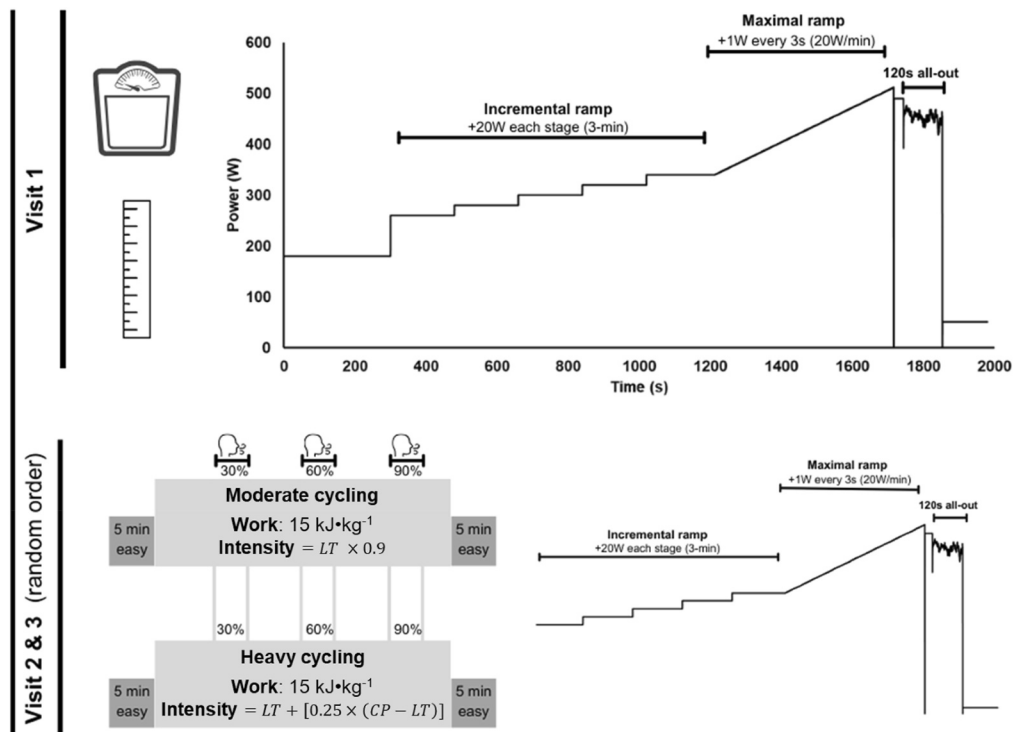 Visit 1
Maximal ramp
+1W every 3s (20W/min)
120s all-out
Incremental ramp
+20W each stage (3-min)
Power (W)
600
500
400
300
200
100
0
0 200 400 600 800 1000 1200 1400 1600 1800 2000
Time (s)
Visit 2 & 3 (random order)
30% 60% 90%
Moderate cycling
Work: 15 kJ•kg-1
Intensity = LT × 0.9
5 min easy
5 min easy
30% 60% 90%
Heavy cycling
Work: 15 kJ•kg-1
Intensity = LT + [0.25 × (CP − LT)]
5 min easy
5 min easy
Maximal ramp
+1W every 3s (20W/min)
120s all-out
Incremental ramp
+20W each stage (3-min)